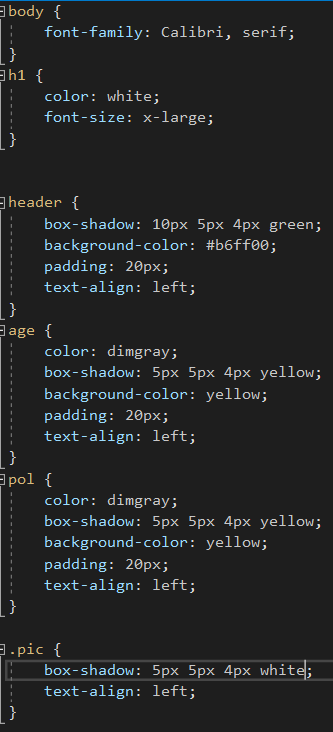 body {
font-family: Calibri, serif;
}
h1 {
color: white;
font-size: x-large;
}
header {
box-shadow: 10px 5px 4px green;
background-color: #b6ff00;
padding: 20px;
text-align: left;
}
age {
color: dimgray;
box-shadow: 5px 5px 4px yellow;
background-color: yellow;
padding: 20px;
text-align: left;
}
pol {
color: dimgray;
box-shadow: 5px 5px 4px yellow;
background-color: yellow;
padding: 20px;
text-align: left;
}
.pic {
box-shadow: 5px 5px 4px white;
text-align: left;
}